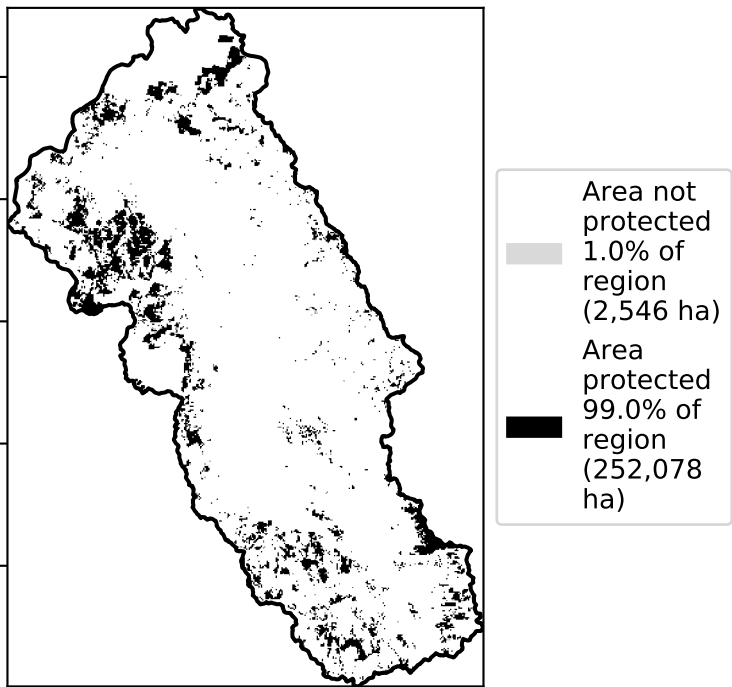 Area not
protected
1.0% of
region
(2,546 ha)
Area
protected
99.0% of
region
(252,078
ha)